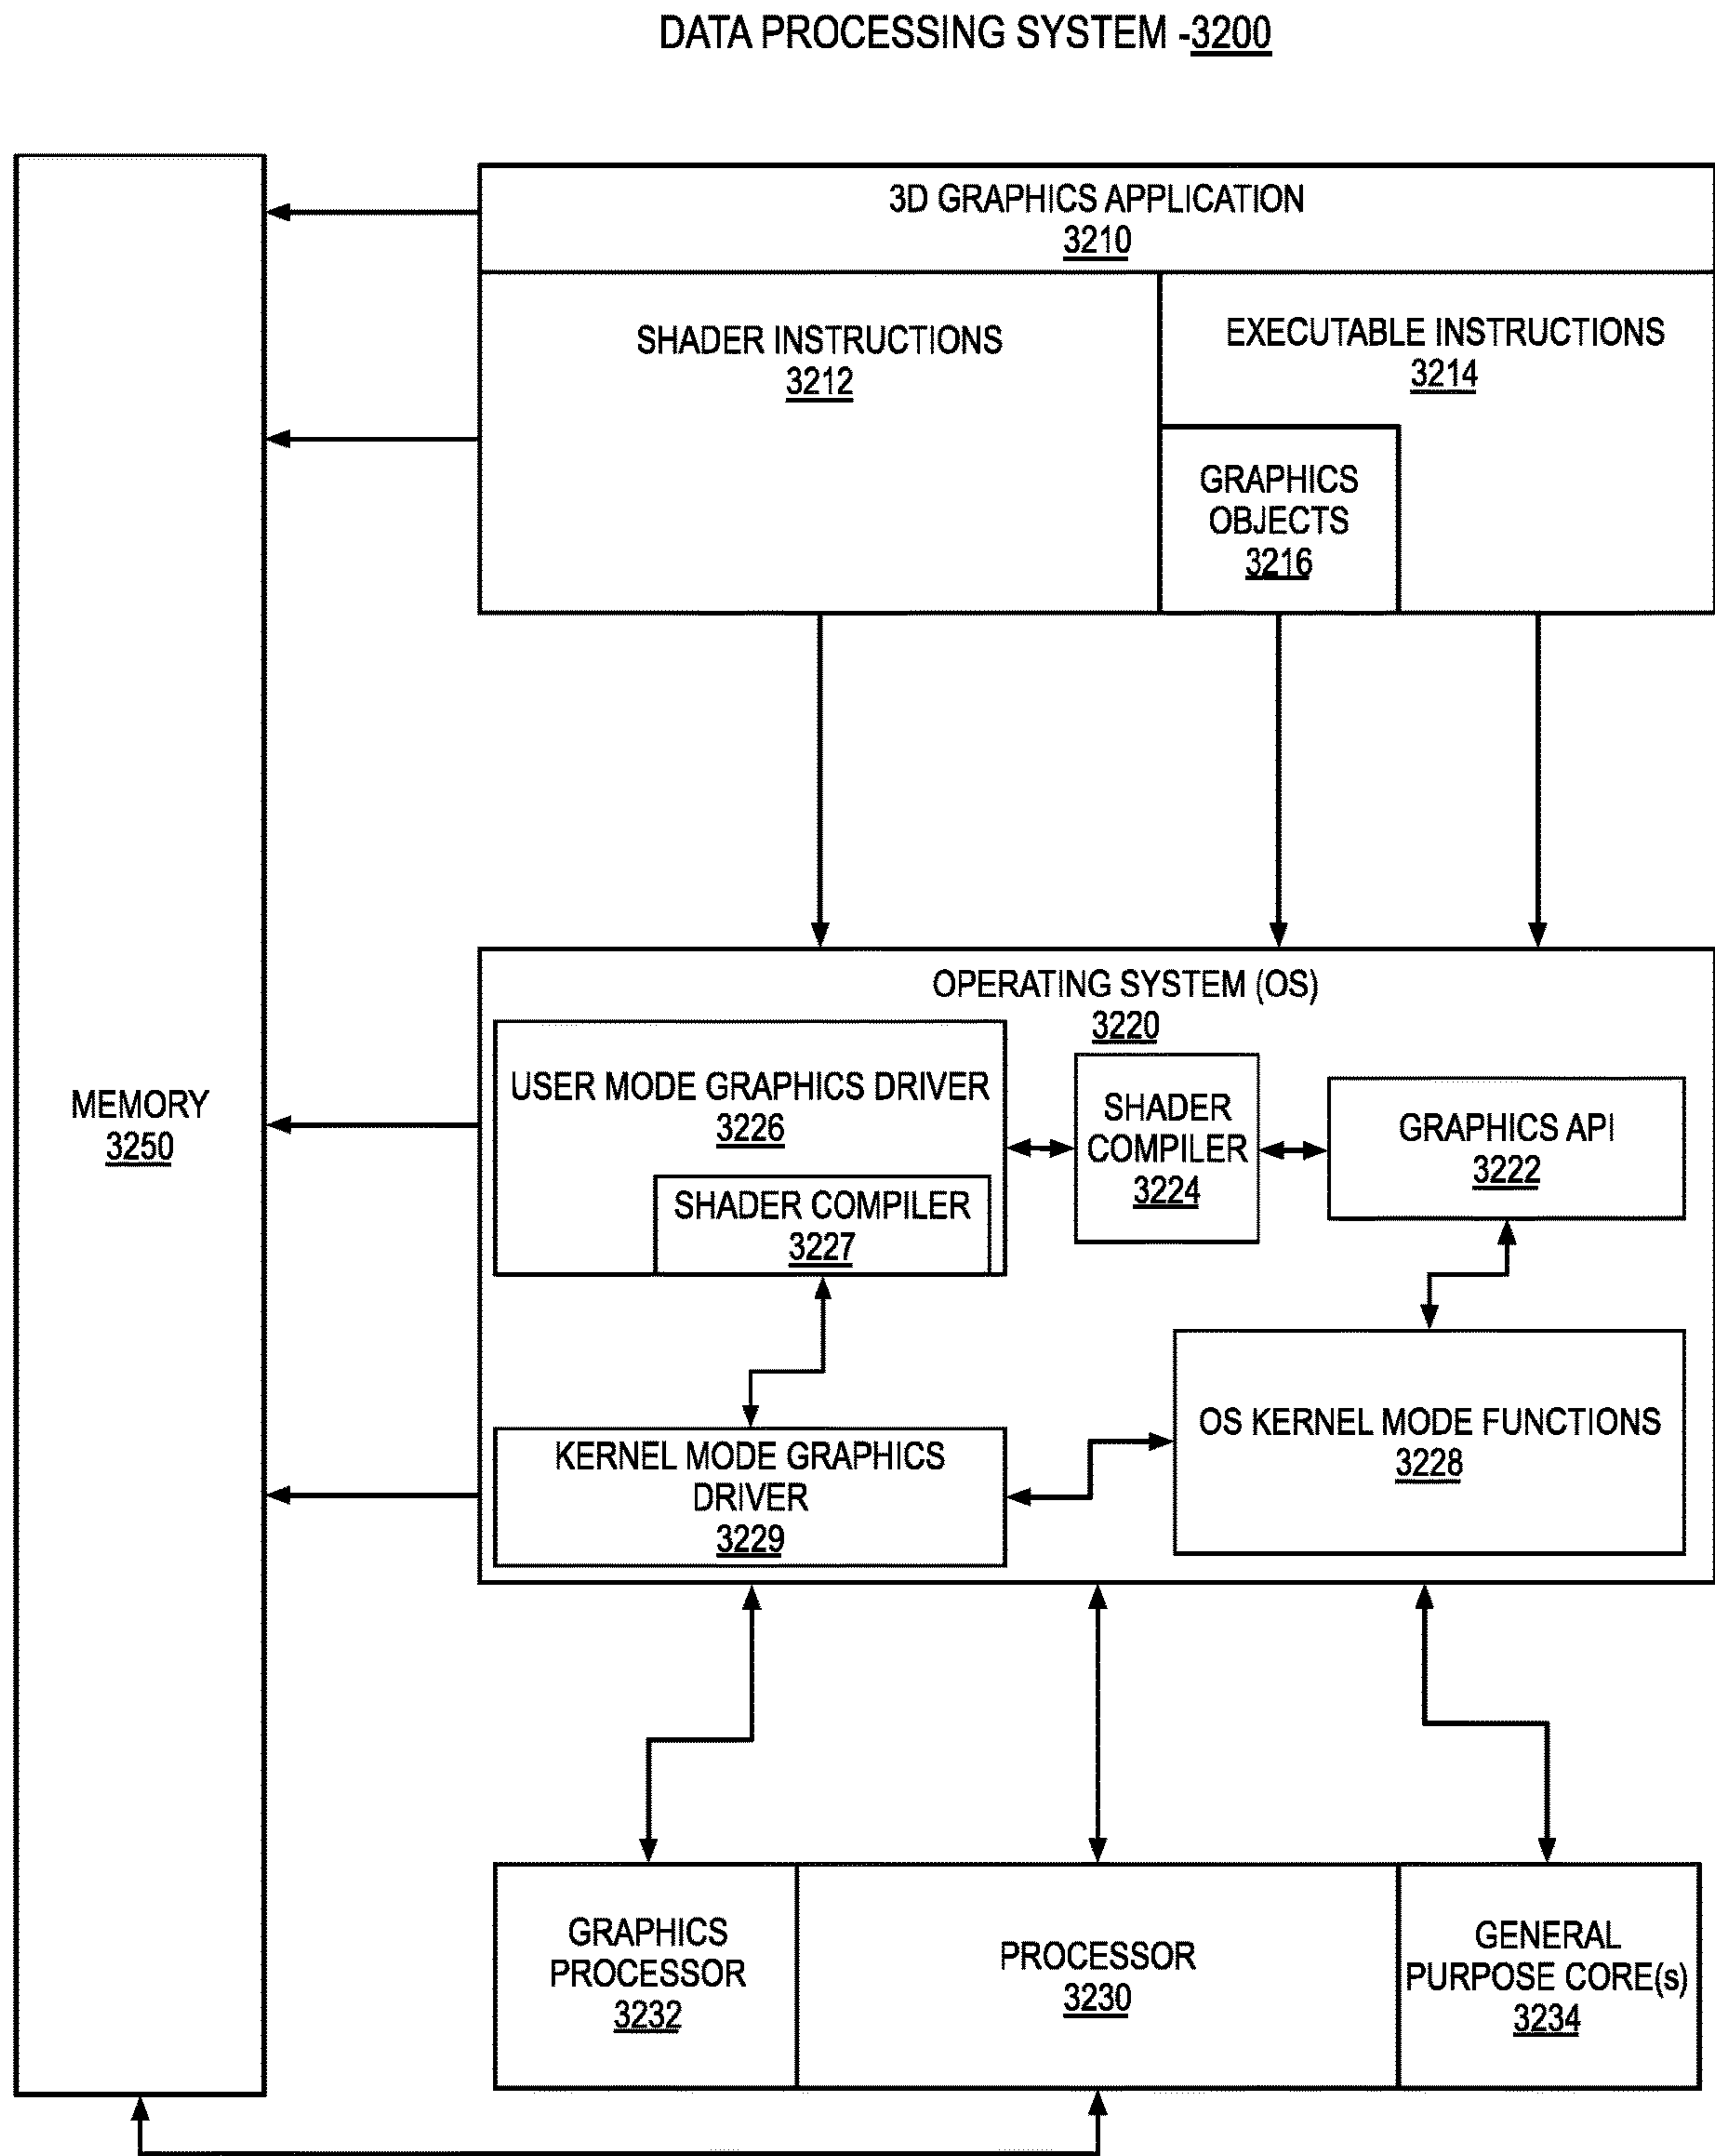 DATA PROCESSING SYSTEM -3200
3D GRAPHICS APPLICATION
3210
SHADER INSTRUCTIONS
3212
EXECUTABLE INSTRUCTIONS
3214
GRAPHICS
OBJECTS
3216
MEMORY
3250
OPERATING SYSTEM (OS)
3220
USER MODE GRAPHICS DRIVER
3226
SHADER COMPILER
3227
SHADER
COMPILER
3224
GRAPHICS API
3222
KERNEL MODE GRAPHICS
DRIVER
3229
OS KERNEL MODE FUNCTIONS
3228
GRAPHICS
PROCESSOR
3232
PROCESSOR
3230
GENERAL
PURPOSE CORE(s)
3234